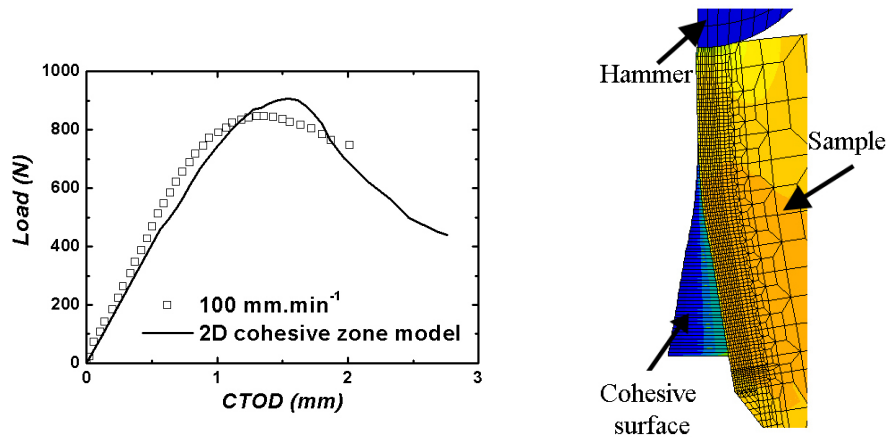 1000
800
600
400
200
0
Load (N)
100 mm.min⁻¹
2D cohesive zone model
0
1
2
3
CTOD (mm)
Hammer
Sample
Cohesive
surface